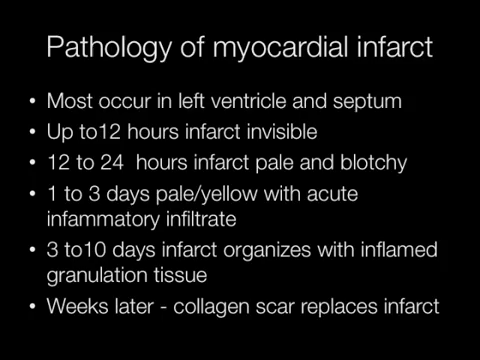 Pathology of myocardial infarct
• Most occur in left ventricle and septum
• Up to12 hours infarct invisible
• 12 to 24  hours infarct pale and blotchy
• 1 to 3 days pale/yellow with acute
infammatory infiltrate
• 3 to10 days infarct organizes with inflamed
granulation tissue
• Weeks later - collagen scar replaces infarct